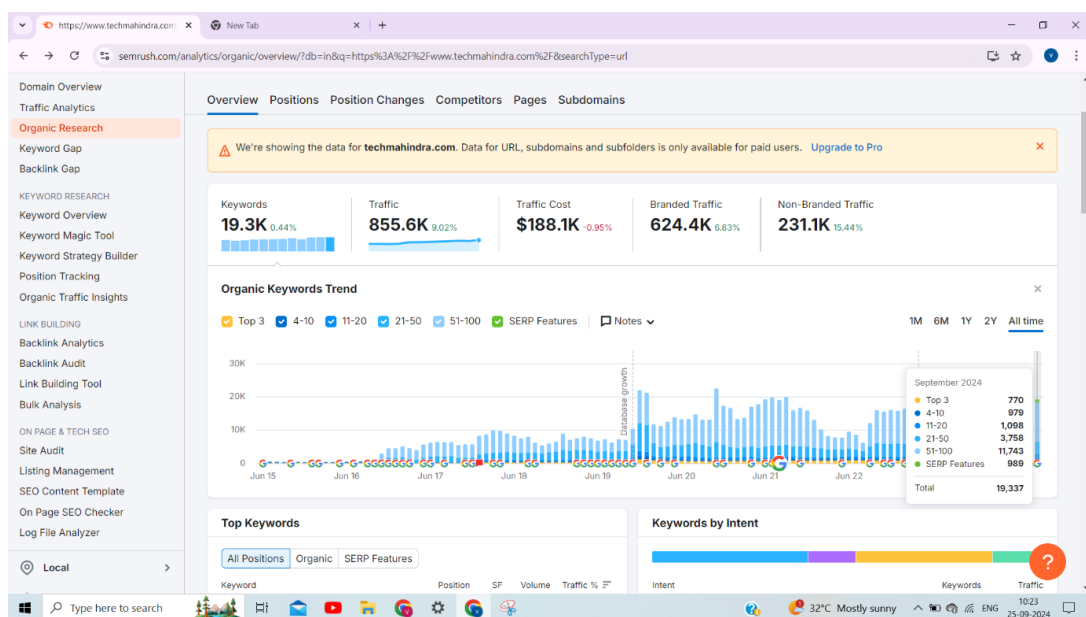 https://www.techmahindra.com,
New Tab
semrush.com/analytics/organic/overview/?db=in&q=https%3A%2F%2Fwww.techmahindra.com%2F&searchType=url
V
Domain Overview
Traffic Analytics
Organic Research
Keyword Gap
Backlink Gap
KEYWORD RESEARCH
Keyword Overview
Keyword Magic Tool
Keyword Strategy Builder
Position Tracking
Organic Traffic Insights
LINK BUILDING
Backlink Analytics
Backlink Audit
Link Building Tool
Bulk Analysis
ON PAGE & TECH SEO
Site Audit
Listing Management
SEO Content Template
On Page SEO Checker
Log File Analyzer
Local
Overview Positions Position Changes Competitors Pages Subdomains
We're showing the data for techmahindra.com. Data for URL, subdomains and subfolders is only available for paid users. Upgrade to Pro
Keywords Traffic Traffic Cost Branded Traffic Non-Branded Traffic
19.3K 0.44% 855.6K 9.02% $188.1K -0.95% 624.4K 6.83% 231.1K 15.44%
Organic Keywords Trend
Top 3 4-10 11-20 21-50 51-100 SERP Features Notes 1M 6M 1Y 2Y All time
30K
20K
10K
0
Database growth
Jun 15 Jun 16 Jun 17 Jun 18 Jun 19 Jun 20 Jun 21 Jun 22
September 2024
Top 3 770
4-10 979
11-20 1,098
21-50 3,758
51-100 11,743
SERP Features 989
Total 19,337
Top Keywords
All Positions Organic SERP Features
Keyword Position SF Volume Traffic %
Keywords by Intent
Intent Keywords Traffic
?
Type here to search
32°C Mostly sunny
ENG
10:23
25-09-2024